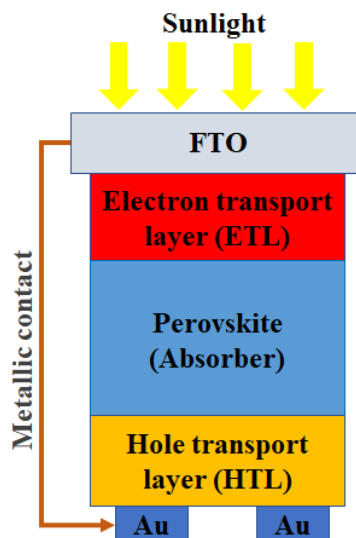 Sunlight
FTO
Electron transport
layer (ETL)
Perovskite
(Absorber)
Metallic contact
Hole transport
layer (HTL)
Au
Au